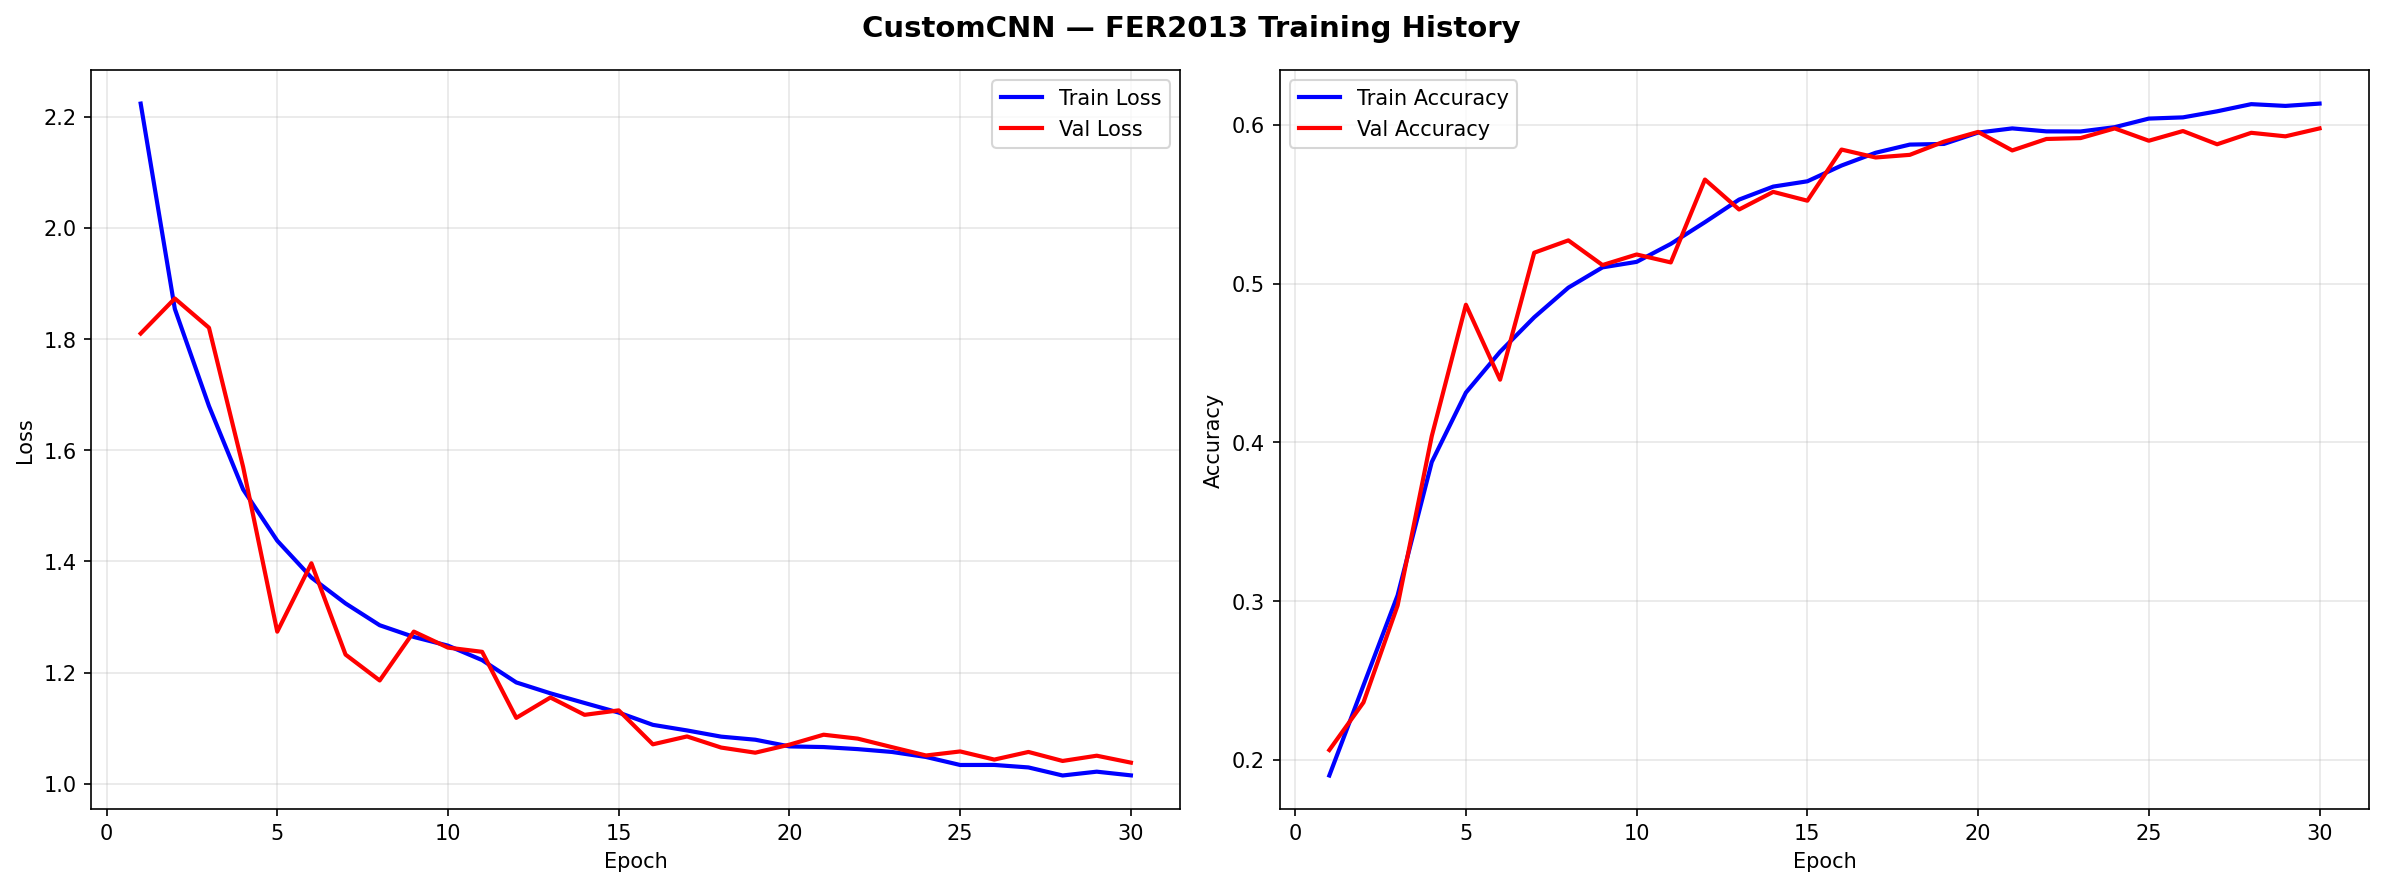 CustomCNN — FER2013 Training History
Train Loss
Val Loss
Loss
2.2
2.0
1.8
1.6
1.4
1.2
1.0
0 5 10 15 20 25 30
Epoch
Train Accuracy
Val Accuracy
Accuracy
0.6
0.5
0.4
0.3
0.2
0 5 10 15 20 25 30
Epoch